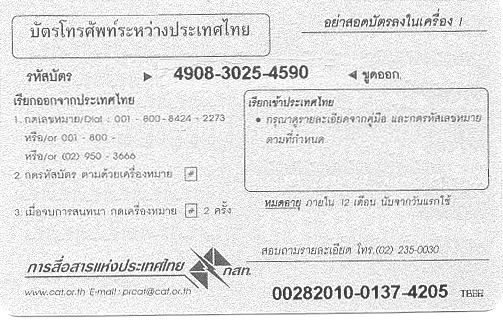 บัตรโทรศัพท์ระหว่างประเทศไทย
อย่าสอดบัตรลงในเครื่อง !
รหัสบัตร ▶ 4908-3025-4590 ◀ ขูดออก.
เรียกออกจากประเทศไทย
1. กดเลขหมาย/Dial : 001 - 800-8424 - 2273
หรือ/or 001 - 800 -
หรือ/or (02) 950 - 3666
2. กดรหัสบัตร ตามด้วยเครื่องหมาย #
3. เมื่อจบการสนทนา กดเครื่องหมาย # 2 ครั้ง
เรียกเข้าประเทศไทย
• กรุณาดูรายละเอียดจากคู่มือ และกดรหัสเลขหมาย
ตามที่กำหนด
หมดอายุ ภายใน 12 เดือน นับจากวันแรกใช้
สอบถามรายละเอียด โทร.(02) 235-0030
การสื่อสารแห่งประเทศไทย กสท.
www.cat.or.th E-mail : prcat@cat.or.th
00282010-0137-4205